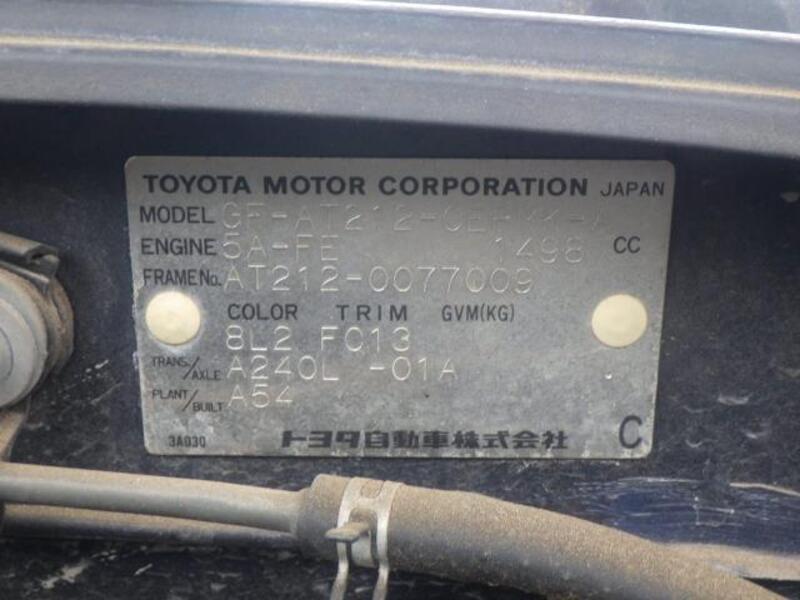 TOYOTA MOTOR CORPORATION JAPAN
MODEL
ENGINE 5A-FE 1498 CC
FRAME No. AT212-0077009
COLOR TRIM GVM(KG)
8L2 FC13
TRANS./AXLE A240L -01A
PLANT/BUILT A54
3A030 トヨタ自動車株式会社 C